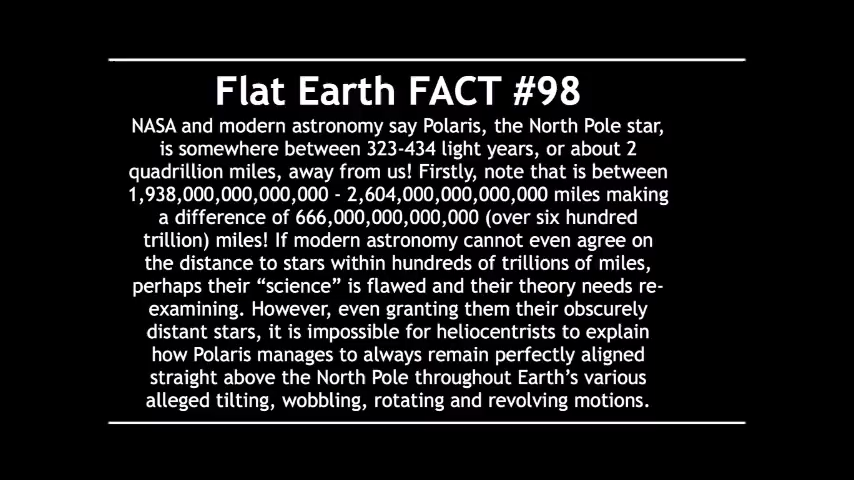 Flat Earth FACT #98
NASA and modern astronomy say Polaris, the North Pole star,
is somewhere between 323-434 light years, or about 2
quadrillion miles, away from us! Firstly, note that is between
1,938,000,000,000,000 - 2,604,000,000,000,000 miles making
a difference of 666,000,000,000,000 (over six hundred
trillion) miles! If modern astronomy cannot even agree on
the distance to stars within hundreds of trillions of miles,
perhaps their “science” is flawed and their theory needs re-
examining. However, even granting them their obscurely
distant stars, it is impossible for heliocentrists to explain
how Polaris manages to always remain perfectly aligned
straight above the North Pole throughout Earth’s various
alleged tilting, wobbling, rotating and revolving motions.